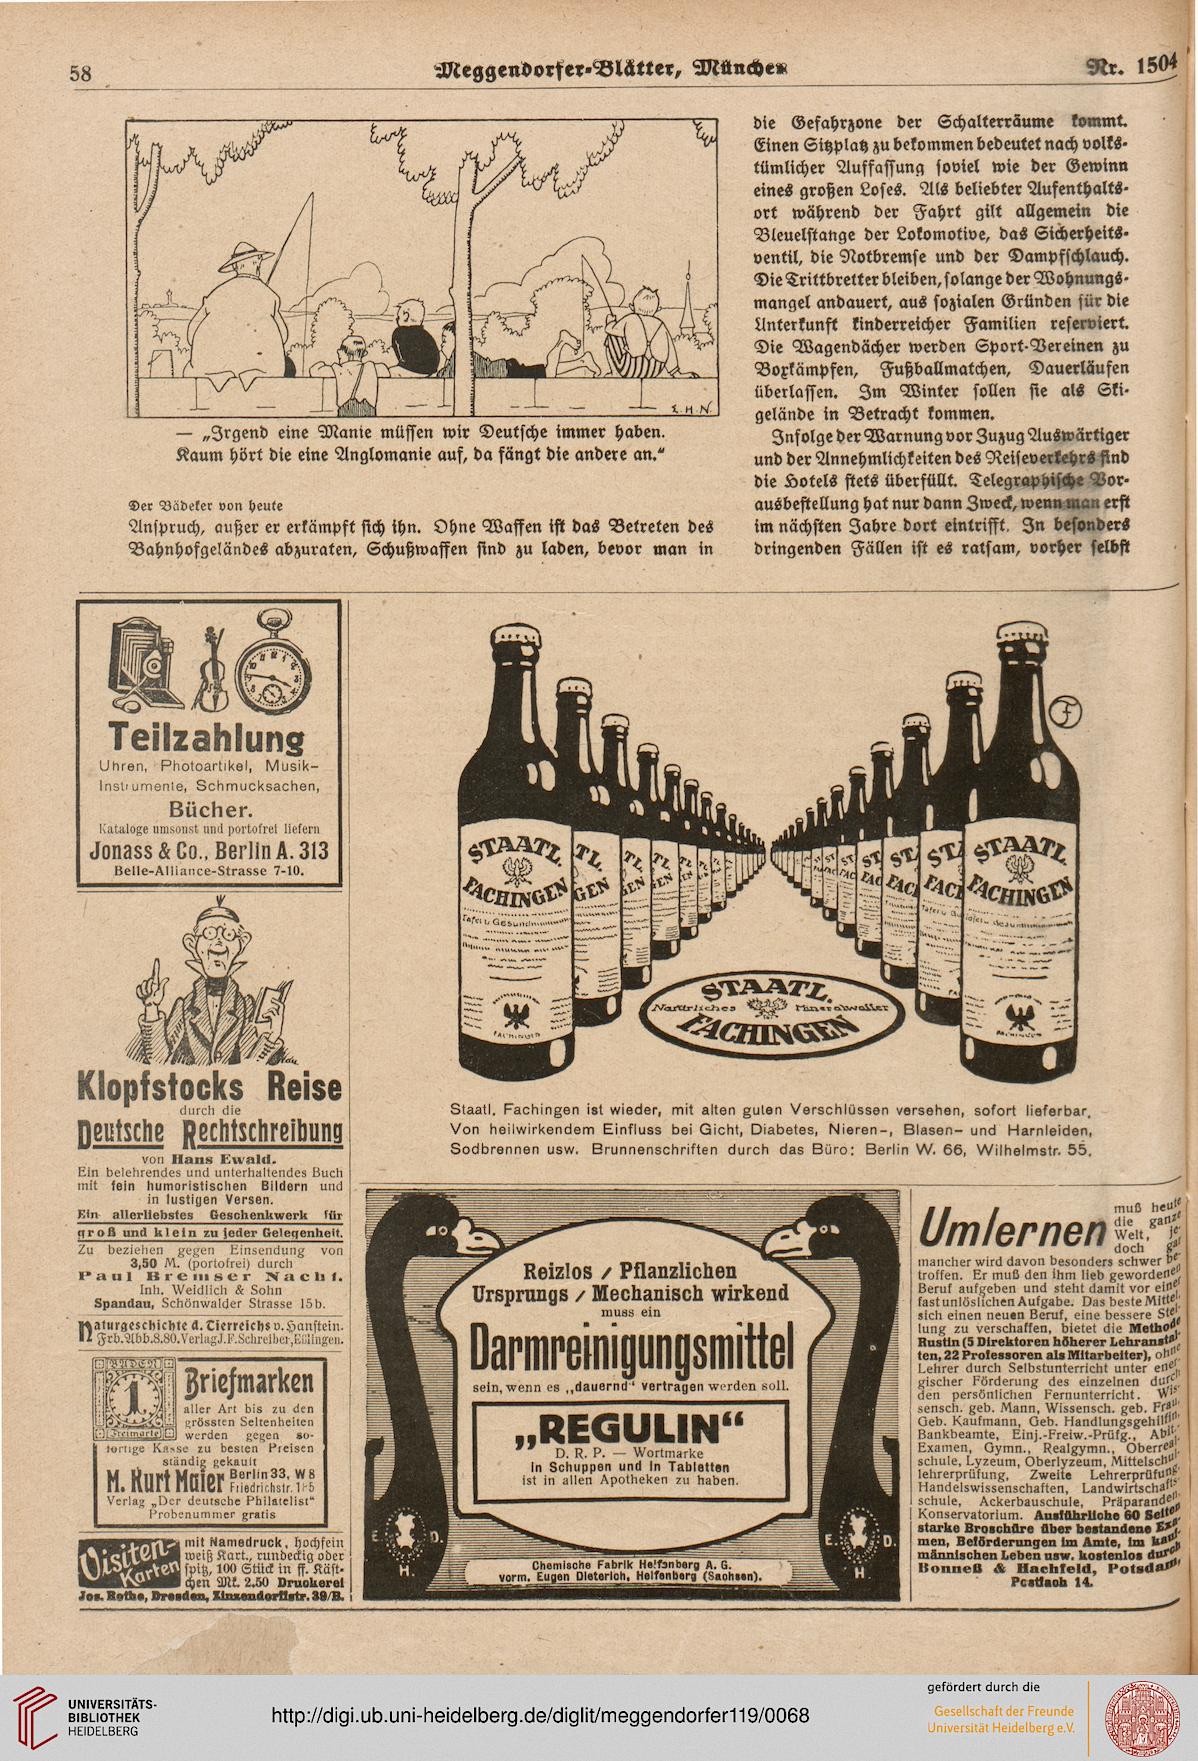 58
Meggendorfer-Blätter, München
Nr. 1504
E.H.N.
— „Irgend eine Manie müssen wir Deutsche immer haben.
Kaum hört die eine Anglomanie auf, da fängt die andere an.“
Der Bädeker von heute
Anspruch, außer er erkämpft sich ihn. Ohne Waffen ist das Betreten des
Bahnhofgeländes abzuraten, Schußwaffen sind zu laden, bevor man in
die Gefahrzone der Schalterräume kommt.
Einen Sitzplatz zu bekommen bedeutet nach volks-
tümlicher Auffassung soviel wie der Gewinn
eines großen Loses. Als beliebter Aufenthalts-
ort während der Fahrt gilt allgemein die
Bleuelstange der Lokomotive, das Sicherheits-
ventil, die Notbremse und der Dampfschlauch.
Die Trittbretter bleiben, solange der Wohnungs-
mangel andauert, aus sozialen Gründen für die
Unterkunft kinderreicher Familien reserviert.
Die Wagendächer werden Sport-Vereinen zu
Boxkämpfen, Fußballmatchen, Dauerläufen
überlassen. Im Winter sollen sie als Ski-
gelände in Betracht kommen.
Infolge der Warnung vor Zuzug Auswärtiger
und der Annehmlichkeiten des Reiseverkehrs sind
die Hotels stets überfüllt. Telegraphische Vor-
ausbestellung hat nur dann Zweck, wenn man erst
im nächsten Jahre dort eintrifft. In besonders
dringenden Fällen ist es ratsam, vorher selbst
Teilzahlung
Uhren, Photoartikel, Musik-
Instrumente, Schmucksachen,
Bücher.
Kataloge umsonst und portofrei liefern
Jonass & Co., Berlin A. 313
Belle-Alliance-Strasse 7-10.
Klopfstocks Reise
durch die
Deutsche Rechtschreibung
von Hans Ewald.
Ein belehrendes und unterhaltendes Buch
mit fein humoristischen Bildern und
in lustigen Versen.
Ein allerliebstes Geschenkwerk für
groß und klein zu jeder Gelegenheit.
Zu beziehen gegen Einsendung von
3,50 M. (portofrei) durch
Paul Bremser Nachf.
Inh. Weidlich & Sohn
Spandau, Schönwalder Strasse 15b.
Naturgeschichte d. Tierreichs v. Hanstein.
Frb. Abb. 8.80. Verlag J. F. Schreiber, Eßlingen.
BADEN
1
Freimarke
Briefmarken
aller Art bis zu den
grössten Seltenheiten
werden gegen so-
fortige Kasse zu besten Preisen
ständig gekauft
M. Kurt Maier Berlin 33, W 8
Friedrichstr. 185
Verlag „Der deutsche Philatelist“
Probenummer gratis
Visiten-
Karten
mit Namedruck, hochfein
weiß Kart., rundeckig oder
spitz, 100 Stück in ff. Käst-
chen Mk. 2.50 Druckerei
Jos. Rothe, Dresden, Zinzendorffstr. 39/B.
F
STAATL.
FACHINGEN
STAATL.
FACHINGEN
STAATL.
Natürliches Mineralwasser
FACHINGEN
Staatl. Fachingen ist wieder, mit alten guten Verschlüssen versehen, sofort lieferbar.
Von heilwirkendem Einfluss bei Gicht, Diabetes, Nieren-, Blasen- und Harnleiden,
Sodbrennen usw. Brunnenschriften durch das Büro: Berlin W. 66, Wilhelmstr. 55.
Reizlos / Pflanzlichen
Ursprungs / Mechanisch wirkend
muss ein
Darmreinigungsmittel
sein, wenn es „dauernd“ vertragen werden soll.
„REGULIN“
D. R. P. — Wortmarke
in Schuppen und in Tabletten
ist in allen Apotheken zu haben.
E. D.
H.
E. D.
H.
Chemische Fabrik Helfenberg A. G.
vorm. Eugen Dieterich, Helfenberg (Sachsen).
Umlernen muß heute
die ganze
Welt, je-
doch gar
mancher wird davon besonders schwer be-
troffen. Er muß den ihm lieb gewordenen
Beruf aufgeben und steht damit vor einer
fast unlöslichen Aufgabe. Das beste Mittel,
sich einen neuen Beruf, eine bessere Stel-
lung zu verschaffen, bietet die Methode
Rustin (5 Direktoren höherer Lehranstal-
ten, 22 Professoren als Mitarbeiter), ohne
Lehrer durch Selbstunterricht unter ener-
gischer Förderung des einzelnen durch
den persönlichen Fernunterricht. Wis-
sensch. geb. Mann, Wissensch. geb. Frau,
Geb. Kaufmann, Geb. Handlungsgehilfin,
Bankbeamte, Einj.-Freiw.-Prüfg., Abit.-
Examen, Gymn., Realgymn., Oberreal-
schule, Lyzeum, Oberlyzeum, Mittelschul-
lehrerprüfung, Zweite Lehrerprüfung,
Handelswissenschaften, Landwirtschafts-
schule, Ackerbauschule, Präparanden,
Konservatorium. Ausführliche 60 Seiten
starke Broschüre über bestandene Exa-
men, Beförderungen im Amte, im kauf-
männischen Leben usw. kostenlos durch
Bonneß & Hachfeld, Potsdam,
Postfach 14.
UNIVERSITÄTS-
BIBLIOTHEK
HEIDELBERG
http://digi.ub.uni-heidelberg.de/diglit/meggendorfer119/0068
gefördert durch die
Gesellschaft der Freunde
Universität Heidelberg e.V.